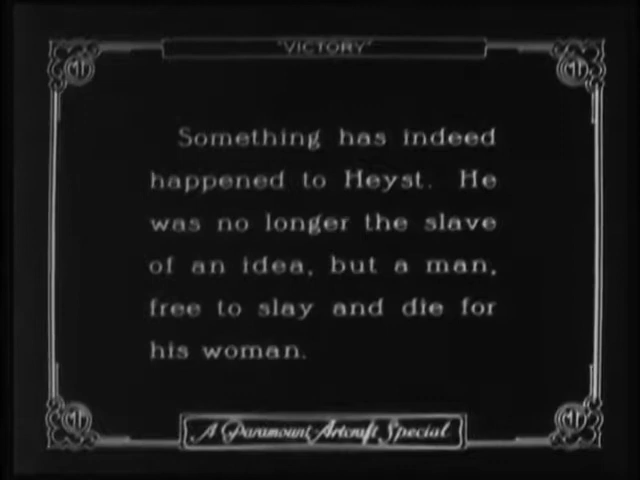 "VICTORY"
Something has indeed
happened to Heyst. He
was no longer the slave
of an idea, but a man,
free to slay and die for
his woman.
A Paramount-Artcraft Special